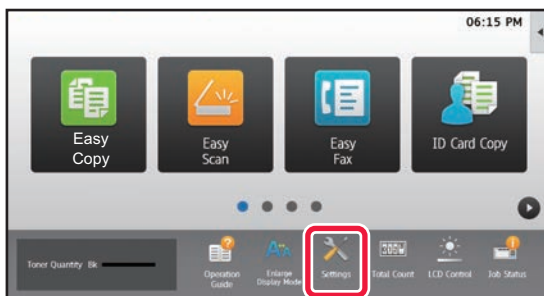 06:15 PM
Easy
Copy
Easy
Scan
Easy
Fax
ID Card Copy
Toner Quantity Bk
Operation
Guide
Enlarge
Display Mode
Settings
Total Count
LCD Control
Job Status